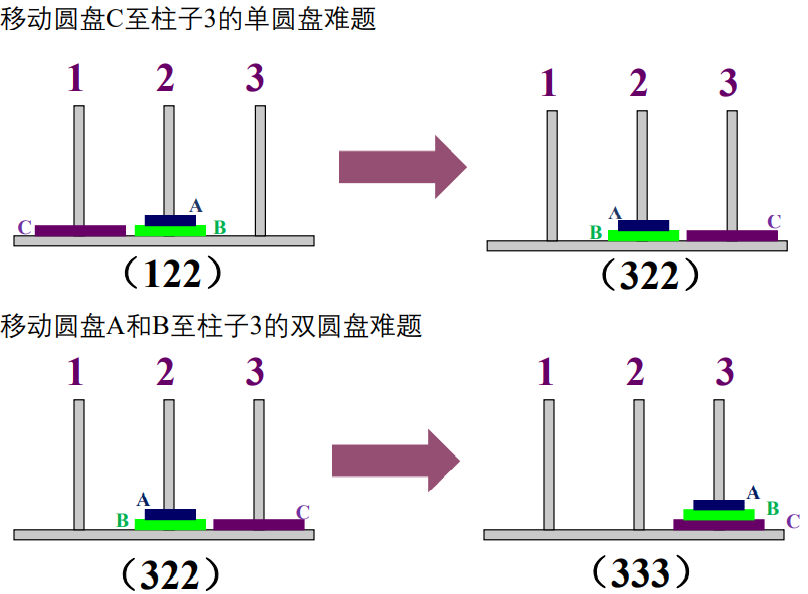 移动圆盘C至柱子3的单圆盘难题
1 2 3
1 2 3
A
C B
A C
B
（122）
（322）
移动圆盘A和B至柱子3的双圆盘难题
1 2 3
1 2 3
A
B C
A
B
C
（322）
（333）